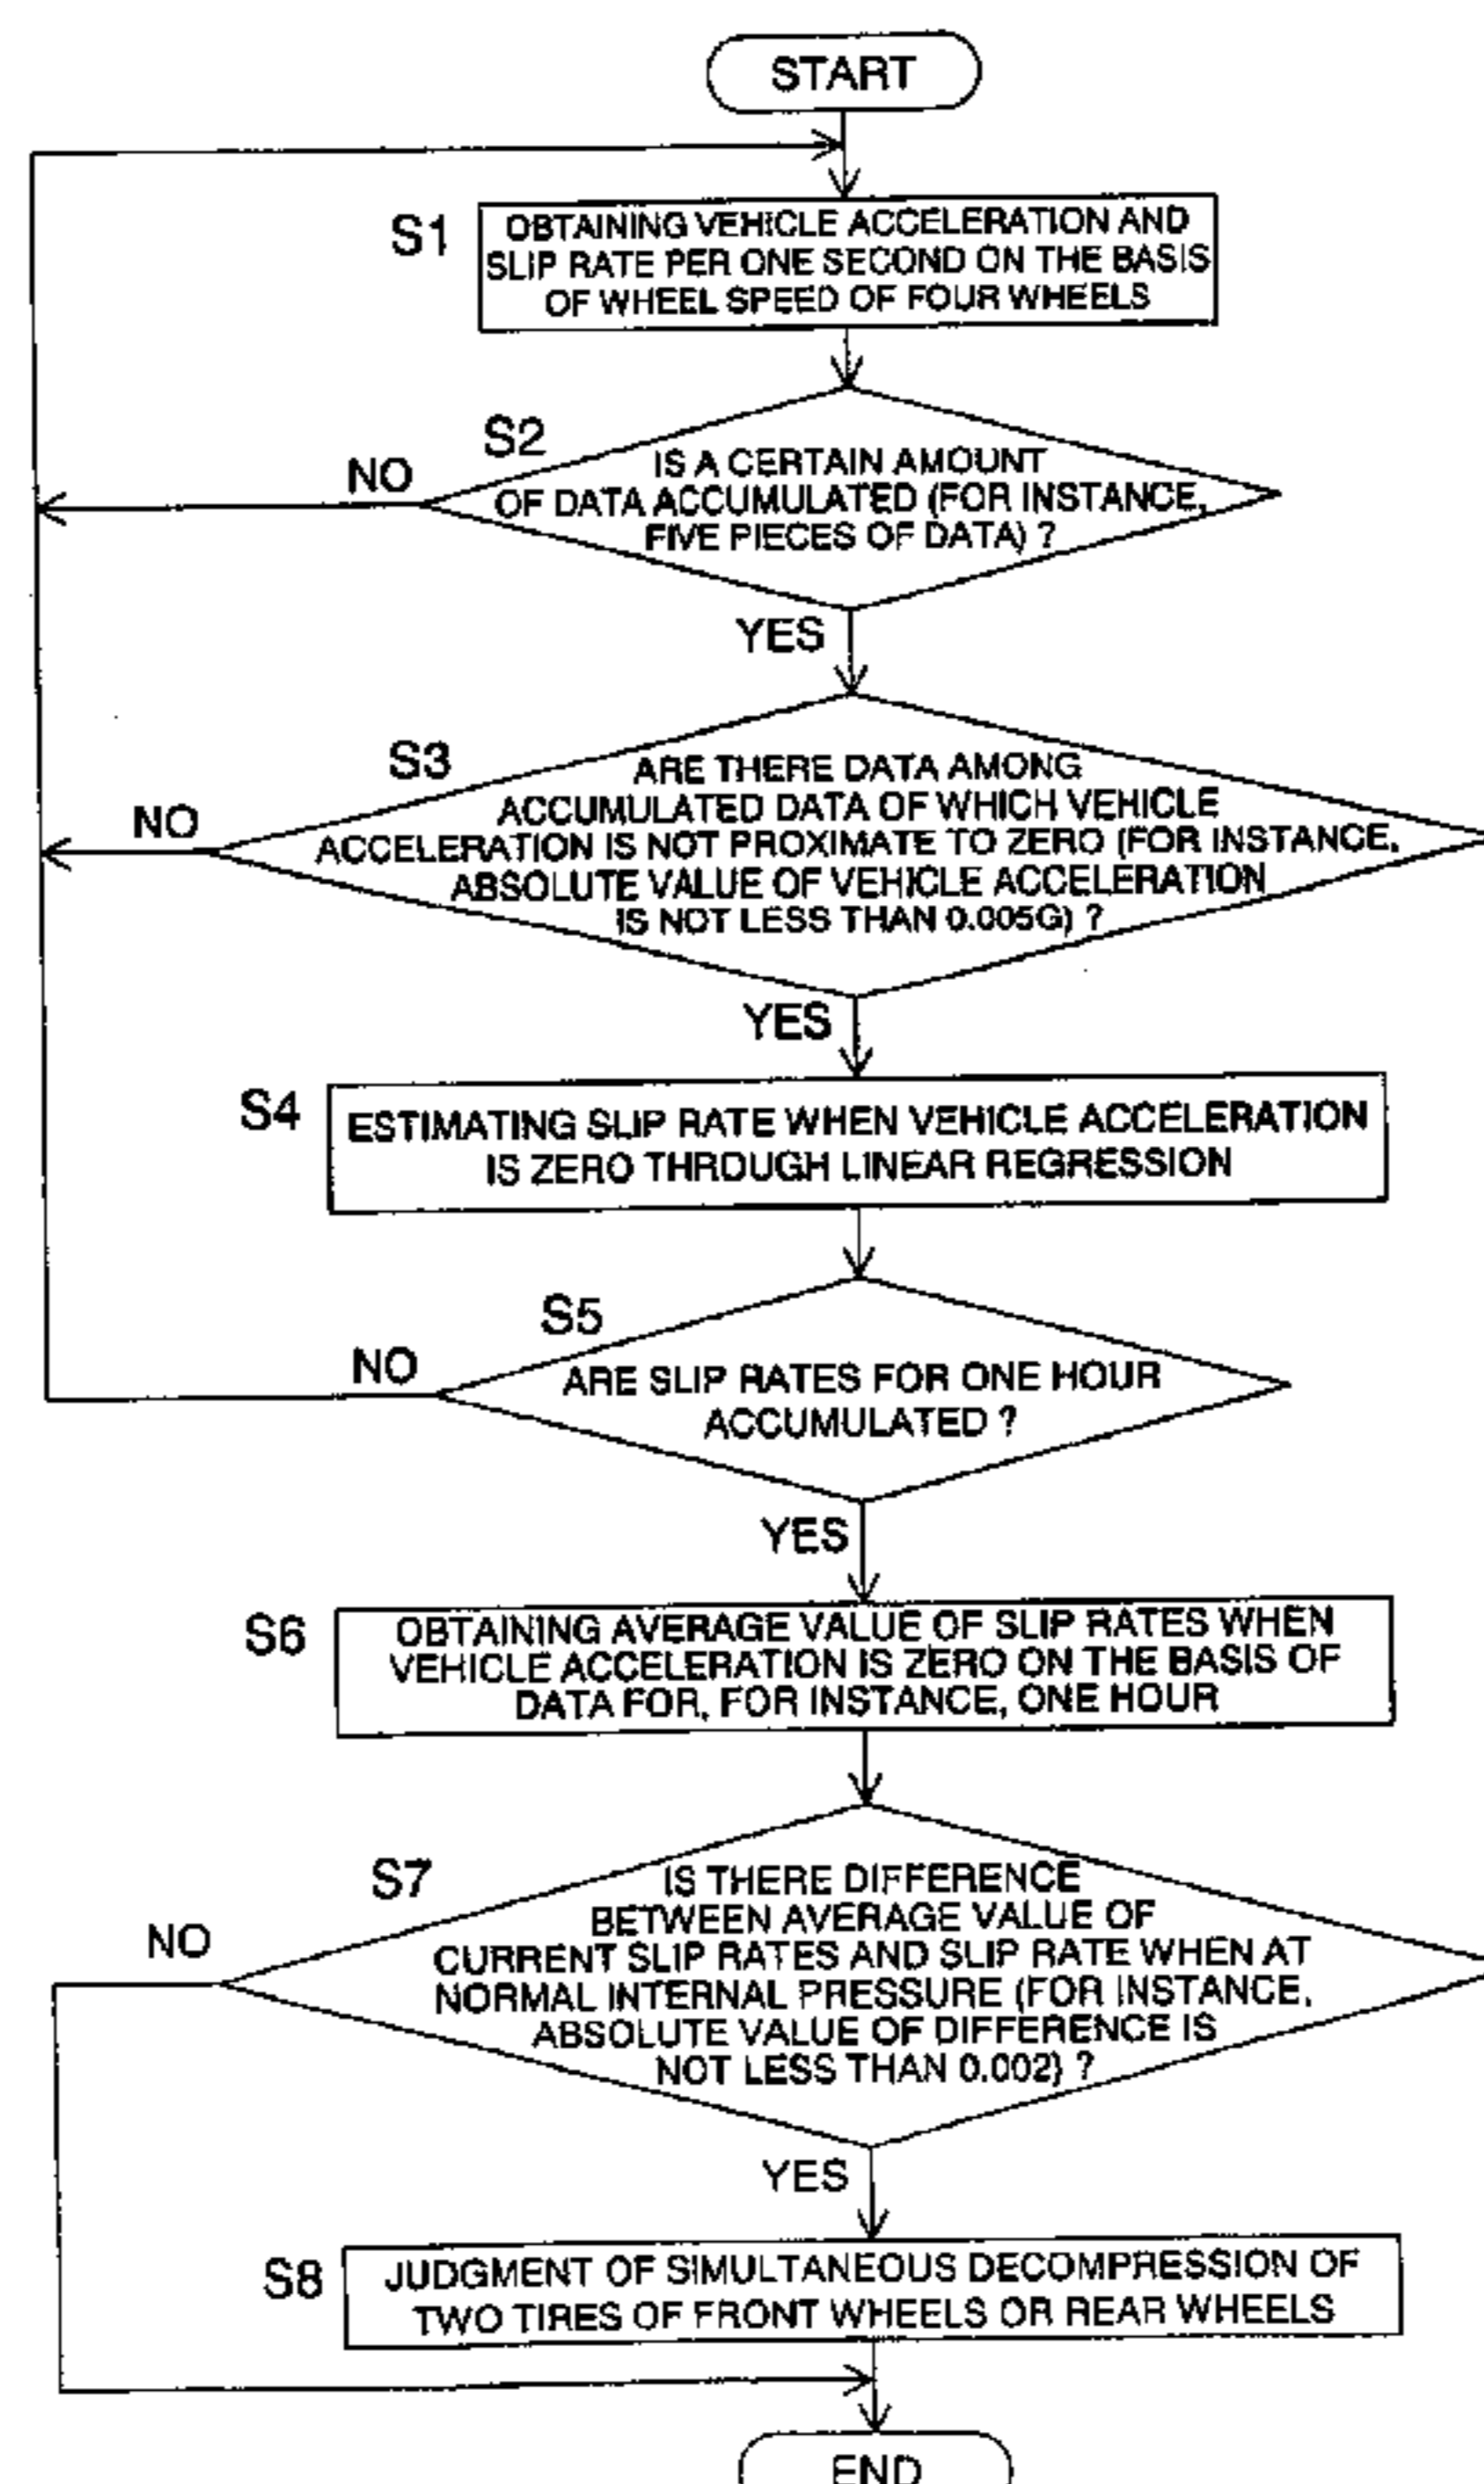 START
S1
OBTAINING VEHICLE ACCELERATION AND
SLIP RATE PER ONE SECOND ON THE BASIS
OF WHEEL SPEED OF FOUR WHEELS
S2
NO
IS A CERTAIN AMOUNT
OF DATA ACCUMULATED (FOR INSTANCE,
FIVE PIECES OF DATA) ?
YES
S3
NO
ARE THERE DATA AMONG
ACCUMULATED DATA OF WHICH VEHICLE
ACCELERATION IS NOT PROXIMATE TO ZERO (FOR INSTANCE,
ABSOLUTE VALUE OF VEHICLE ACCELERATION
IS NOT LESS THAN 0.005G) ?
YES
S4
ESTIMATING SLIP RATE WHEN VEHICLE ACCELERATION
IS ZERO THROUGH LINEAR REGRESSION
S5
NO
ARE SLIP RATES FOR ONE HOUR
ACCUMULATED ?
YES
S6
OBTAINING AVERAGE VALUE OF SLIP RATES WHEN
VEHICLE ACCELERATION IS ZERO ON THE BASIS OF
DATA FOR, FOR INSTANCE, ONE HOUR
S7
NO
IS THERE DIFFERENCE
BETWEEN AVERAGE VALUE OF
CURRENT SLIP RATES AND SLIP RATE WHEN AT
NORMAL INTERNAL PRESSURE (FOR INSTANCE,
ABSOLUTE VALUE OF DIFFERENCE IS
NOT LESS THAN 0.002) ?
YES
S8
JUDGMENT OF SIMULTANEOUS DECOMPRESSION OF
TWO TIRES OF FRONT WHEELS OR REAR WHEELS
END